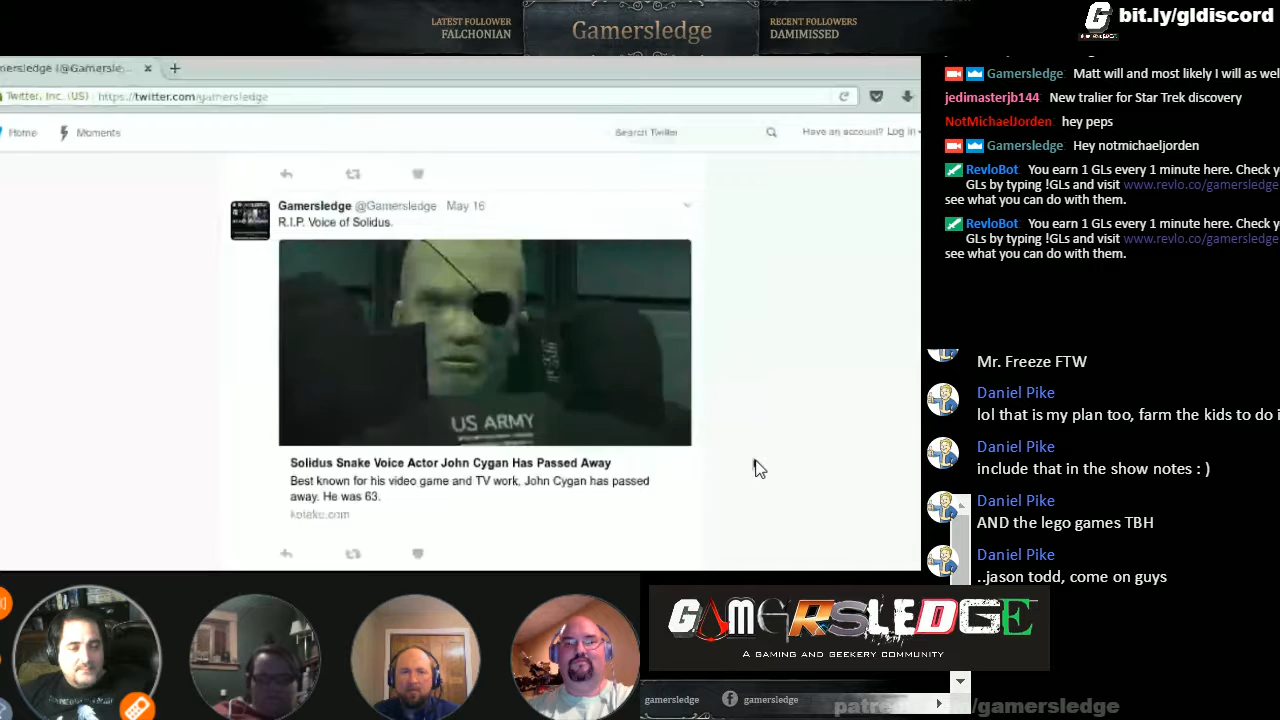 LATEST FOLLOWER
FALCHONIAN
Gamersledge
RECENT FOLLOWERS
DAMIMISSED
bit.ly/gldiscord
mersledge (@Gamersle...
Twitter, Inc. (US) https://twitter.com/gamersledge
Home Moments Search Twitter Have an account? Log in
Gamersledge @Gamersledge May 16
R.I.P. Voice of Solidus.
US ARMY
Solidus Snake Voice Actor John Cygan Has Passed Away
Best known for his video game and TV work, John Cygan has passed
away. He was 63.
kotaku.com
Gamersledge Matt will and most likely I will as wel
jedimasterjb144 New tralier for Star Trek discovery
NotMichaelJorden hey peps
Gamersledge Hey notmichaeljorden
RevloBot You earn 1 GLs every 1 minute here. Check y
GLs by typing !GLs and visit www.revlo.co/gamersledge
see what you can do with them.
RevloBot You earn 1 GLs every 1 minute here. Check y
GLs by typing !GLs and visit www.revlo.co/gamersledge
see what you can do with them.
Mr. Freeze FTW
Daniel Pike
lol that is my plan too, farm the kids to do i
Daniel Pike
include that in the show notes : )
Daniel Pike
AND the lego games TBH
Daniel Pike
..jason todd, come on guys
GAMERSLEDGE
A GAMING AND GEEKERY COMMUNITY
gamersledge gamersledge
m/gamersledge